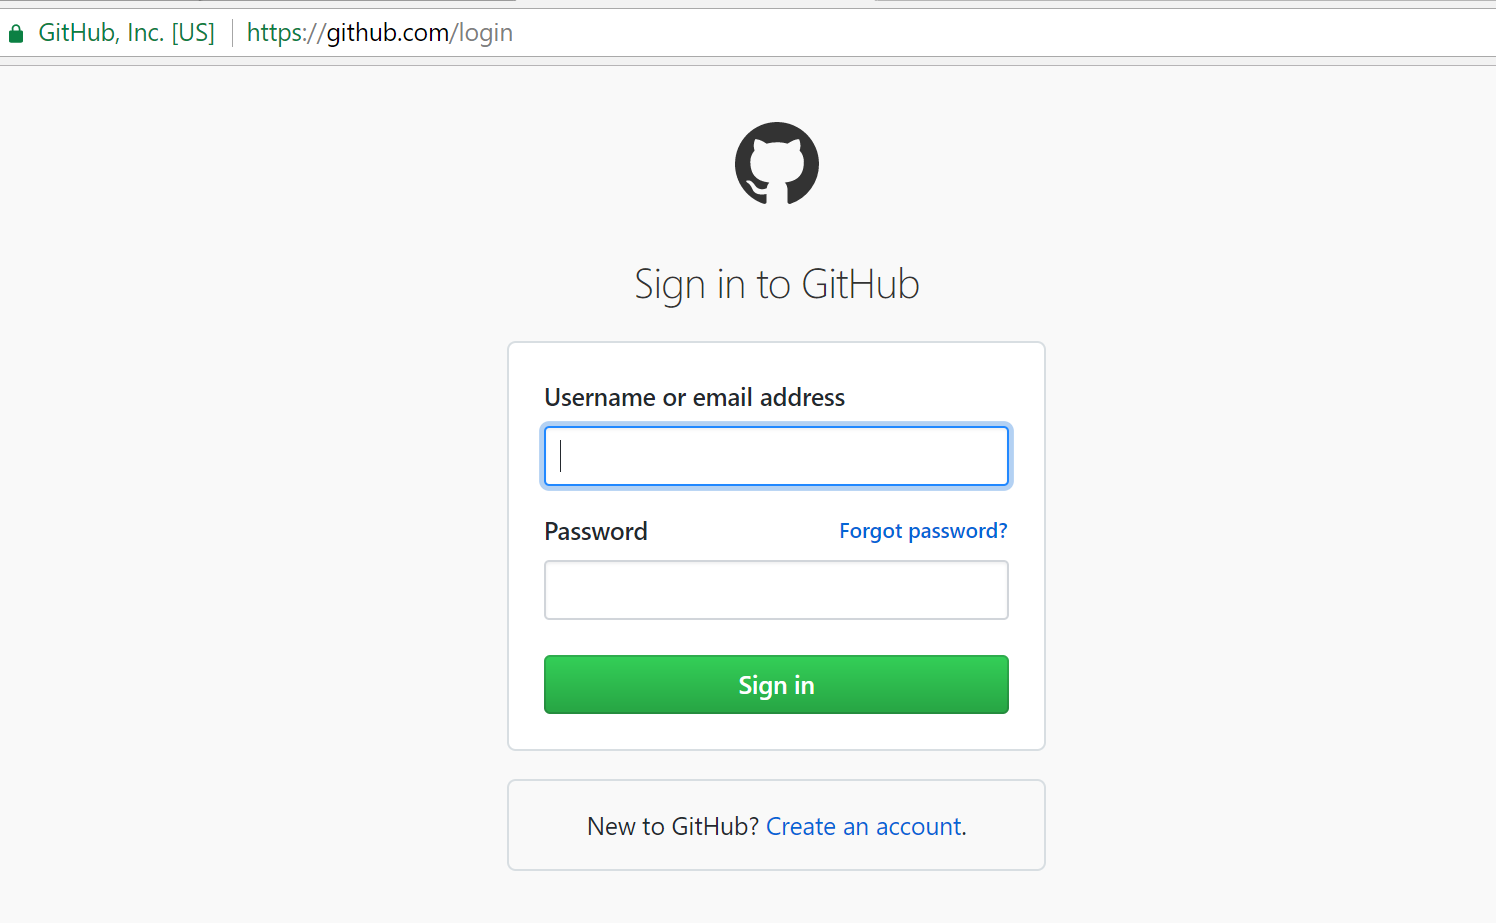 GitHub, Inc. [US] https://github.com/login
Sign in to GitHub
Username or email address
Password Forgot password?
Sign in
New to GitHub? Create an account.